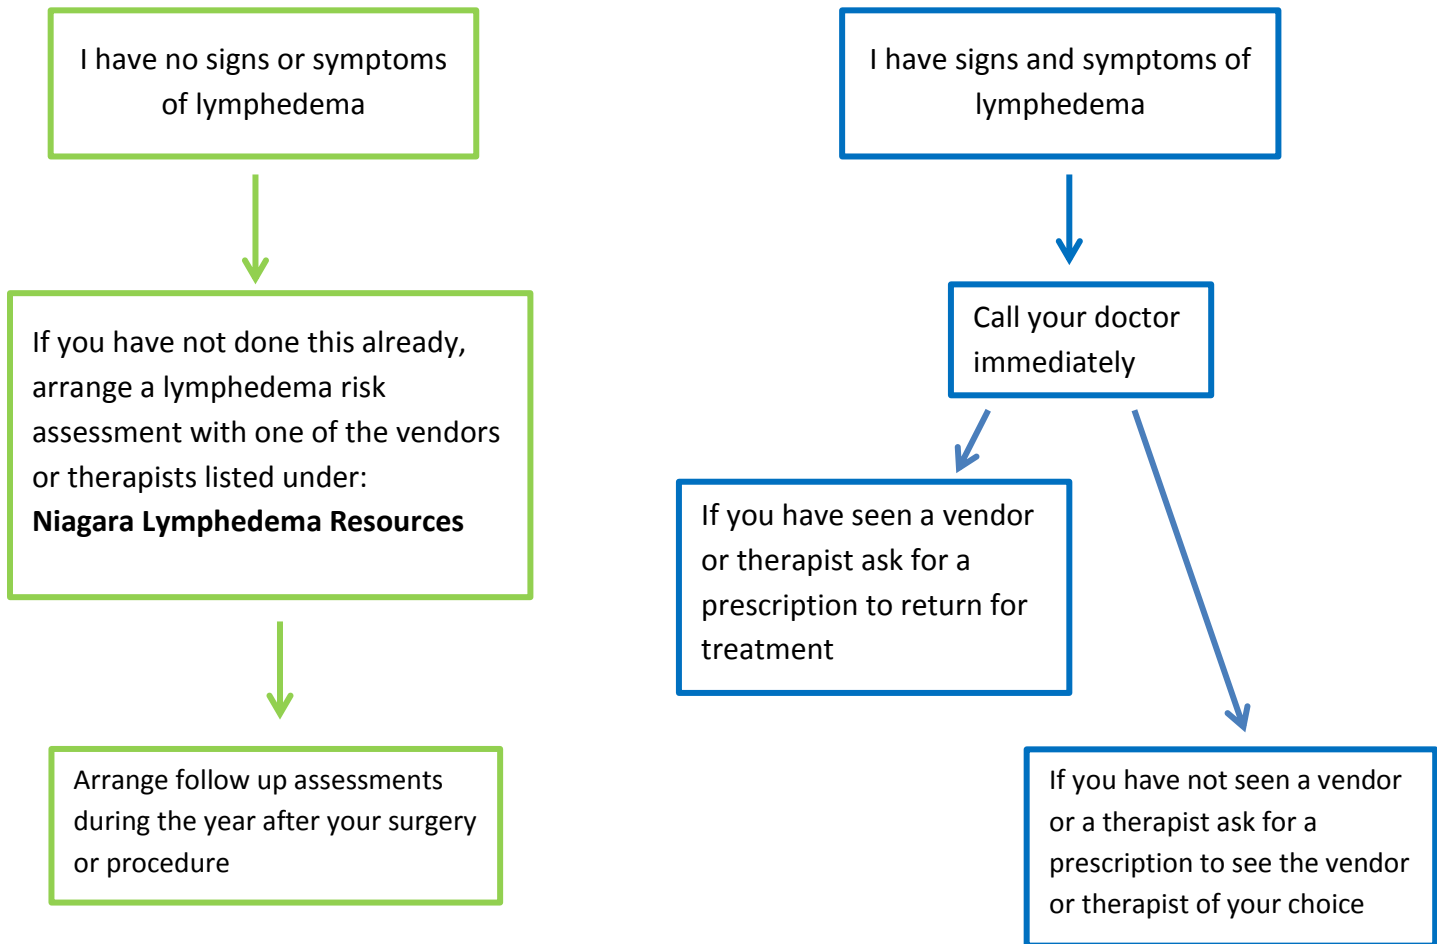 I have no signs or symptoms
of lymphedema
If you have not done this already,
arrange a lymphedema risk
assessment with one of the vendors
or therapists listed under:
Niagara Lymphedema Resources
Arrange follow up assessments
during the year after your surgery
or procedure
I have signs and symptoms of
lymphedema
Call your doctor
immediately
If you have seen a vendor
or therapist ask for a
prescription to return for
treatment
If you have not seen a vendor
or a therapist ask for a
prescription to see the vendor
or therapist of your choice